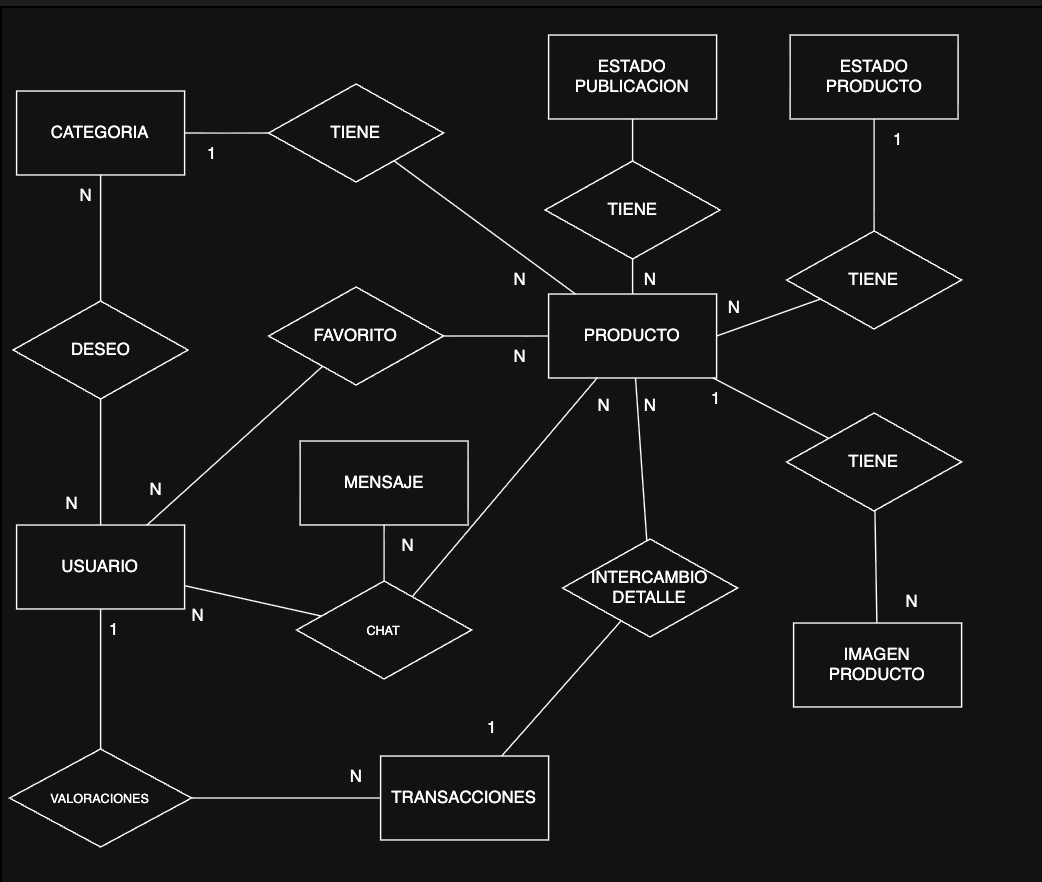 ESTADO
PUBLICACION
ESTADO
PRODUCTO
CATEGORIA
TIENE
1
1
N
TIENE
N
N
TIENE
N
DESEO
FAVORITO
N
PRODUCTO
N
N
N
1
TIENE
MENSAJE
N
N
N
USUARIO
N
CHAT
1
INTERCAMBIO
DETALLE
N
IMAGEN
PRODUCTO
1
VALORACIONES
N
TRANSACCIONES